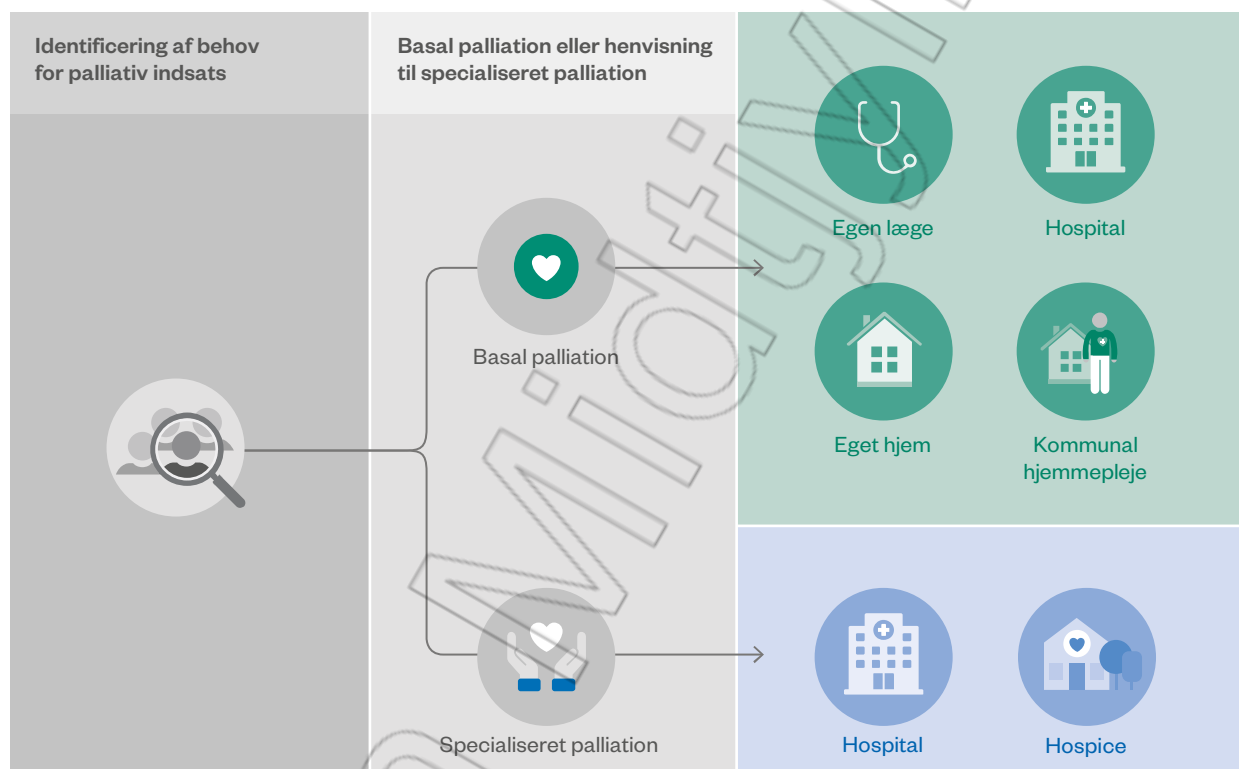 Identificering af behov
for palliativ indsats
Basal palliation eller henvisning
til specialiseret palliation
Basal palliation
Specialiseret palliation
Egen læge
Hospital
Eget hjem
Kommunal
hjemmepleje
Hospital
Hospice